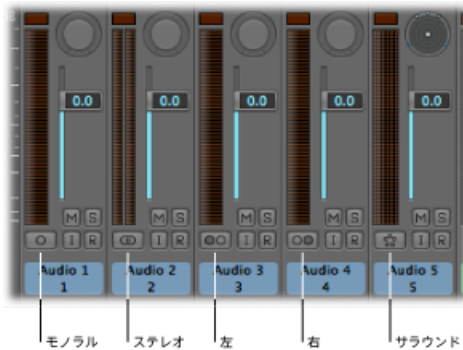 0.0 0.0 0.0 0.0 0.0
M S M S M S M S M S
I R I R I R I R I R
Audio 1 Audio 2 Audio 3 Audio 4 Audio 5
1 2 3 4 5
モノラル ステレオ 左 右 サラウンド